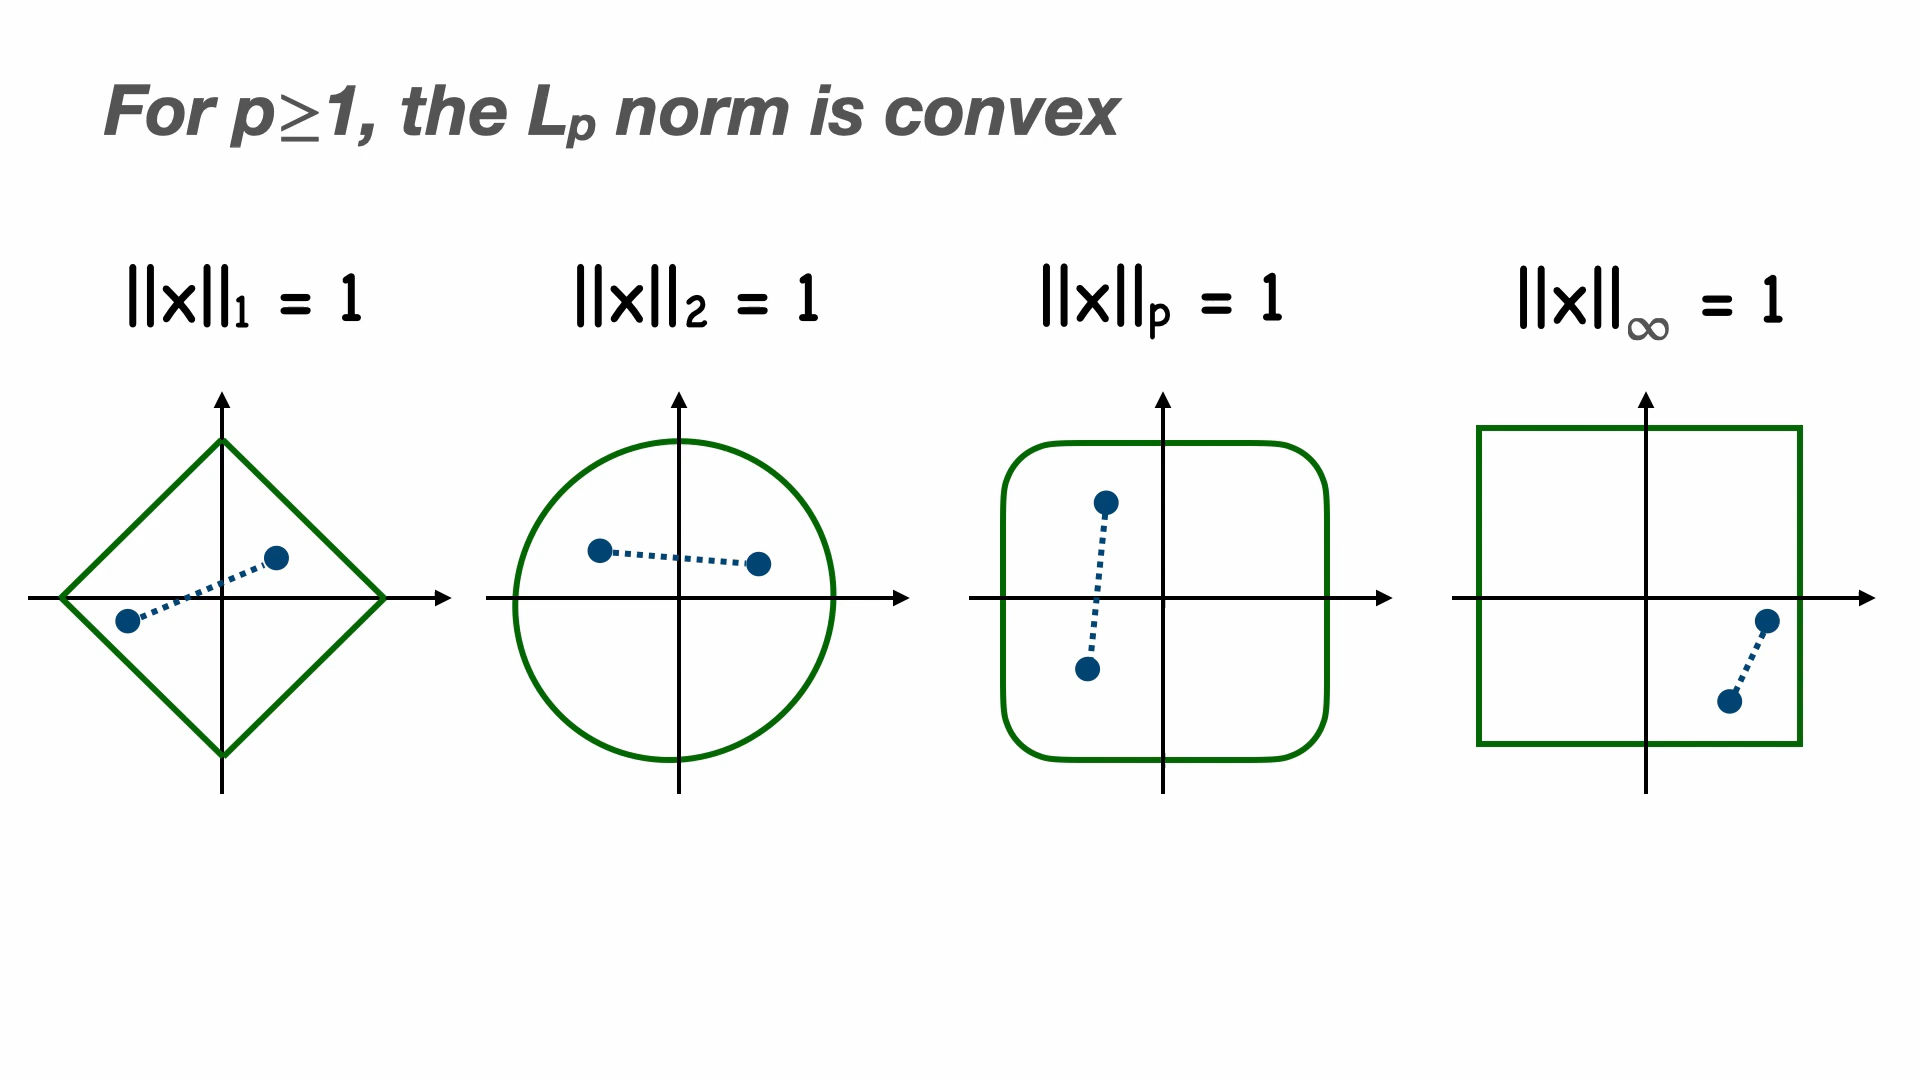 For p≥1, the Lₚ norm is convex
||x||₁ = 1
||x||₂ = 1
||x||ₚ = 1
||x||∞ = 1